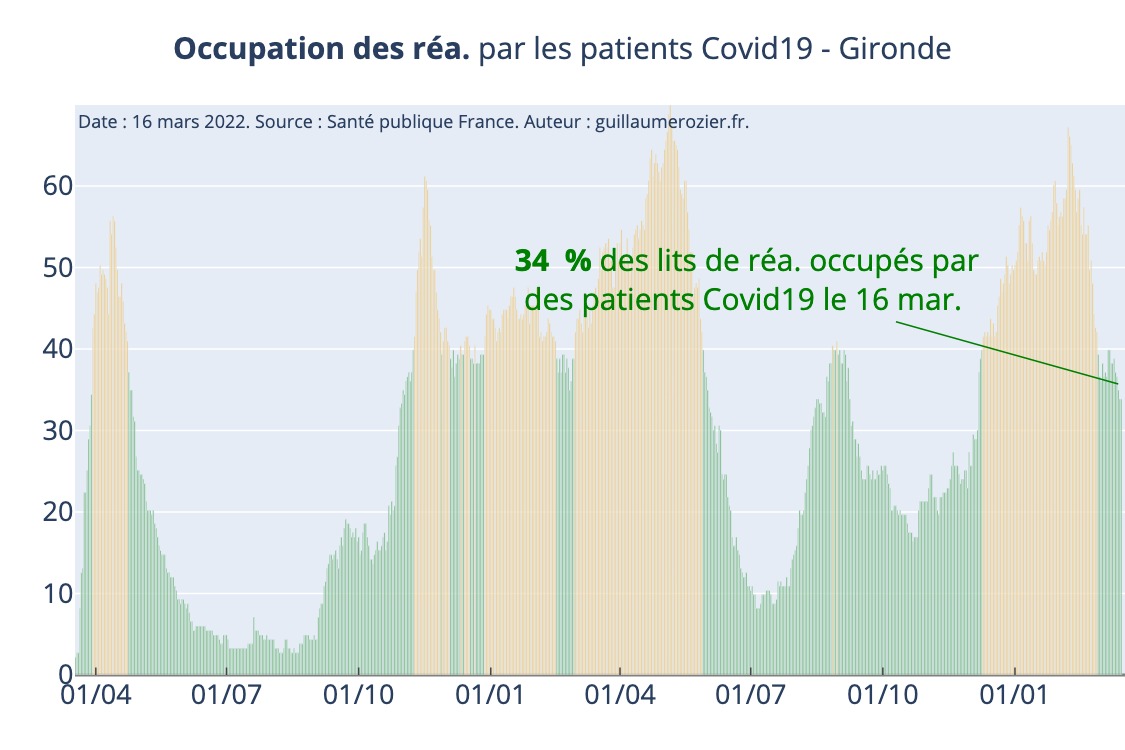 Occupation des réa. par les patients Covid19 - Gironde
Date : 16 mars 2022. Source : Santé publique France. Auteur : guillaumerozier.fr.
60
50
40
30
20
10
0
34 % des lits de réa. occupés par
des patients Covid19 le 16 mar.
01/04 01/07 01/10 01/01 01/04 01/07 01/10 01/01